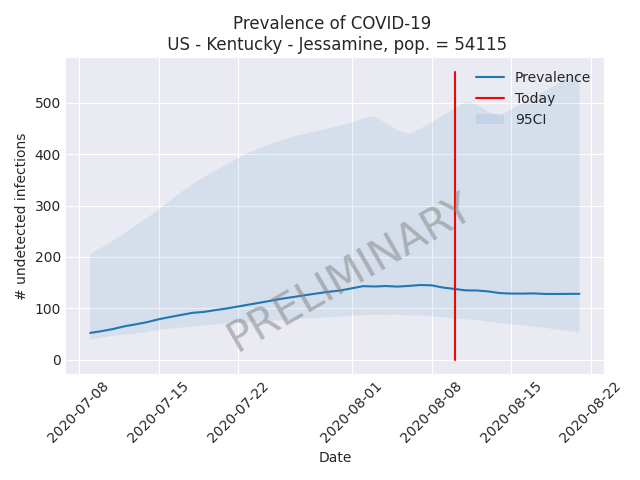 Prevalence of COVID-19
US - Kentucky - Jessamine, pop. = 54115
Prevalence
Today
95CI
500
400
300
200
100
0
# undetected infections
PRELIMINARY
2020-07-08
2020-07-15
2020-07-22
2020-08-01
2020-08-08
2020-08-15
2020-08-22
Date